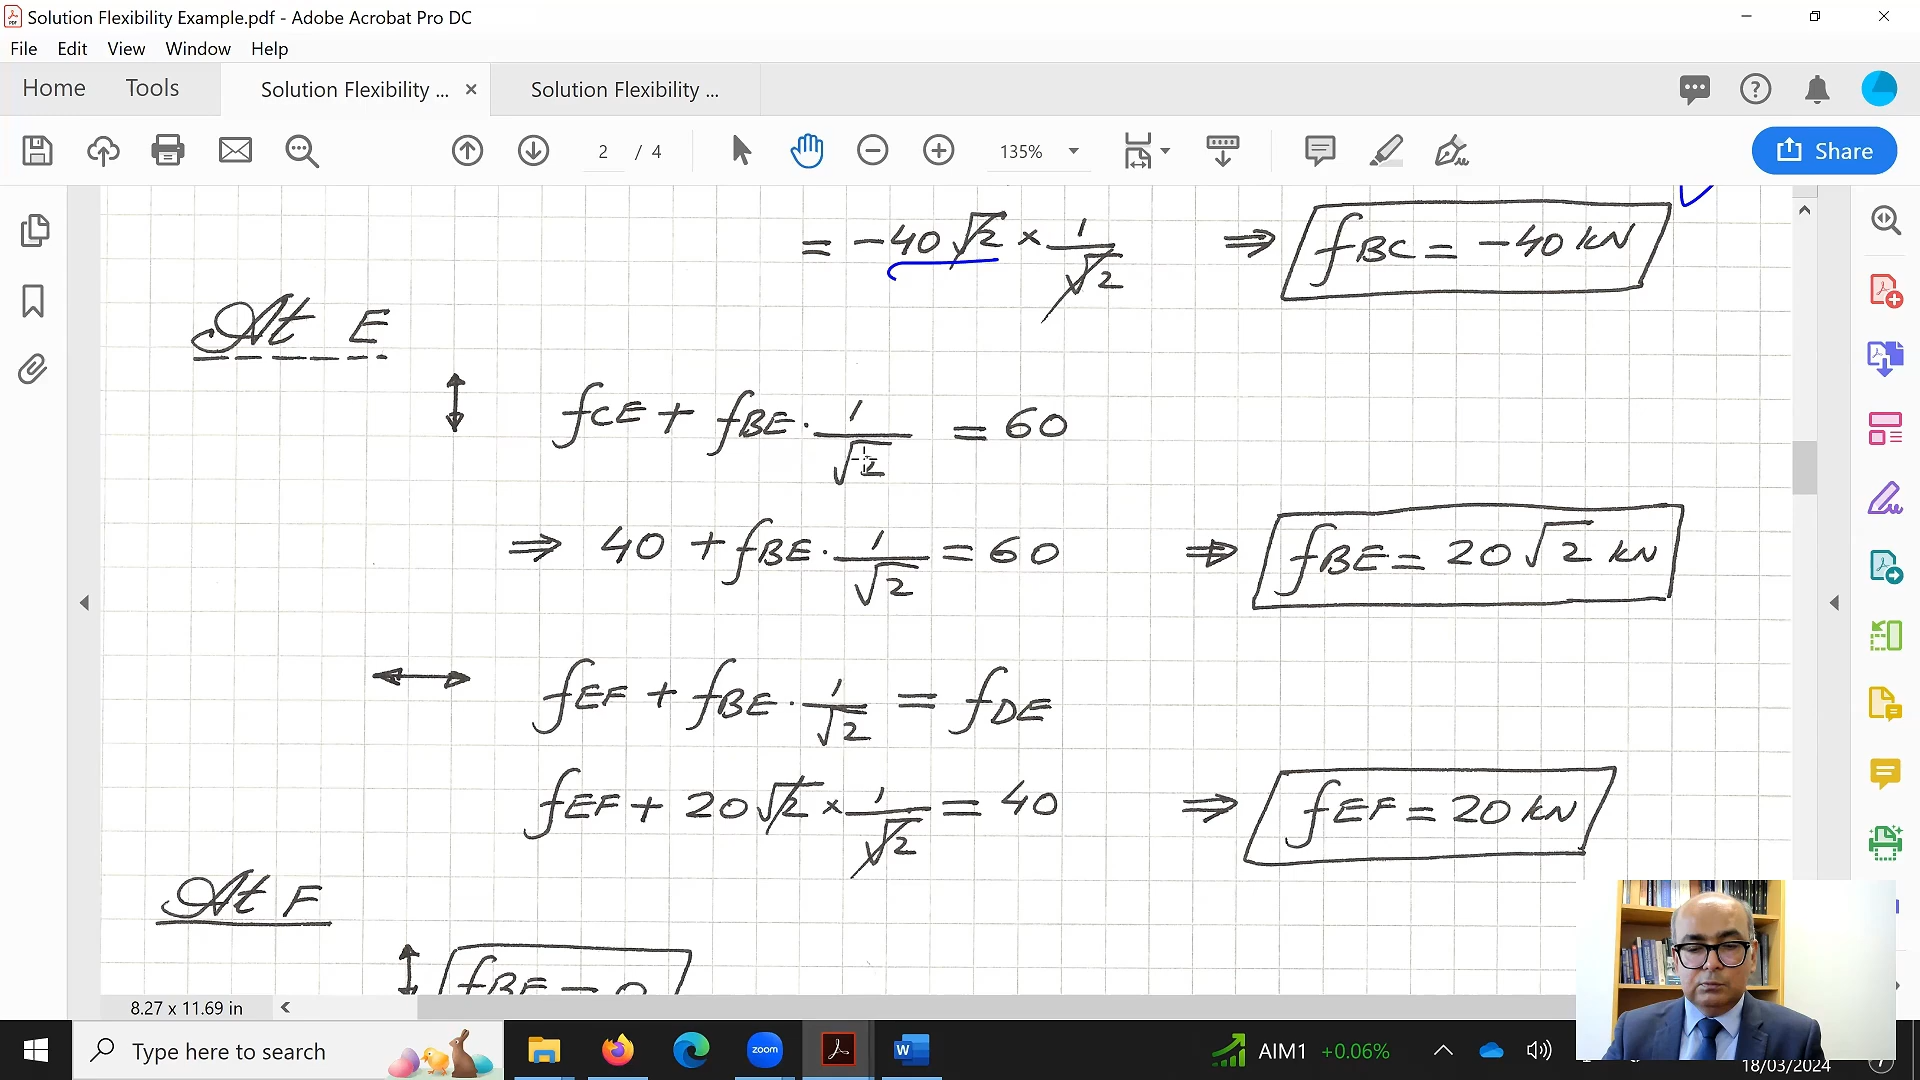 Solution Flexibility Example.pdf - Adobe Acrobat Pro DC
File Edit View Window Help
Home Tools Solution Flexibility ... × Solution Flexibility ...
2 / 4 135% Share
= -40 √2 × 1/√2 ⇒ fBC = -40 KN
At E
↕ fCE + fBE · 1/√2 = 60
⇒ 40 + fBE · 1/√2 = 60 ⇒ fBE = 20√2 KN
↔ fEF + fBE · 1/√2 = fDE
fEF + 20√2 × 1/√2 = 40 ⇒ fEF = 20 KN
At F
↕ fBF = 0
8.27 x 11.69 in
Type here to search zoom W AIM1 +0.06%
18/03/2024